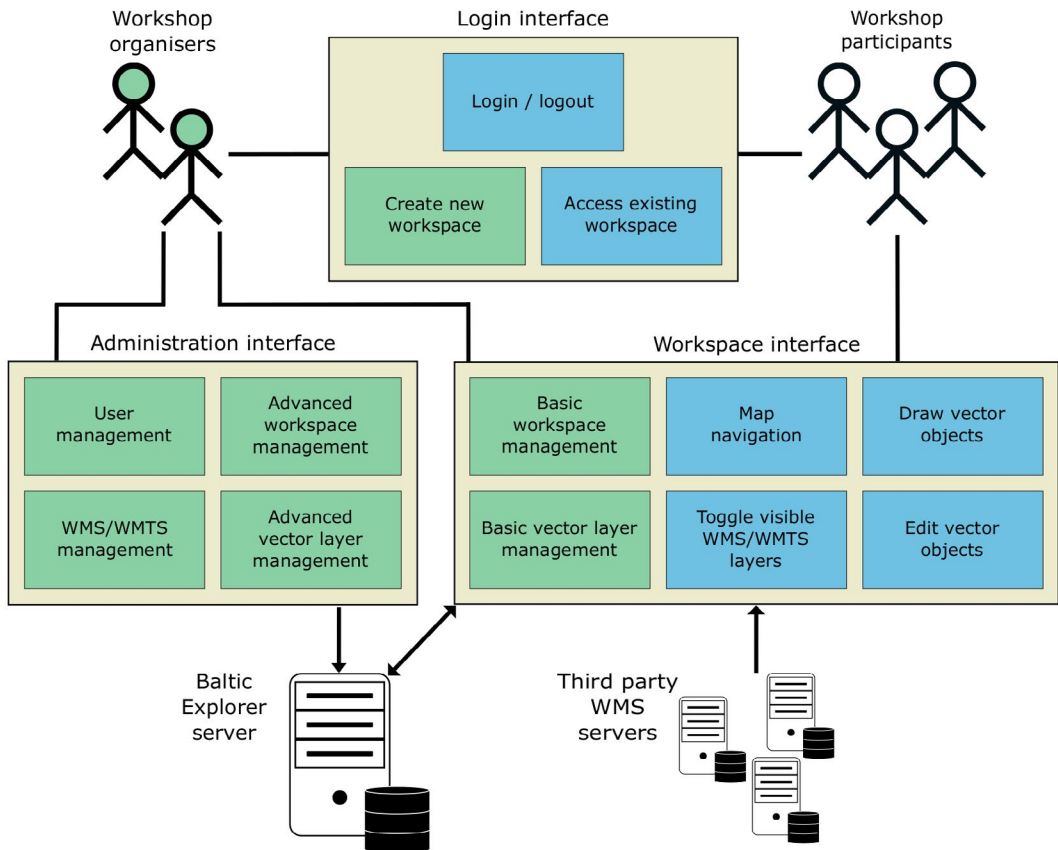 Workshop
organisers
Login interface
Workshop
participants
Login / logout
Create new
workspace
Access existing
workspace
Administration interface
Workspace interface
User
management
Advanced
workspace
management
WMS/WMTS
management
Advanced
vector layer
management
Basic
workspace
management
Map
navigation
Draw vector
objects
Basic vector layer
management
Toggle visible
WMS/WMTS
layers
Edit vector
objects
Baltic
Explorer
server
Third party
WMS
servers